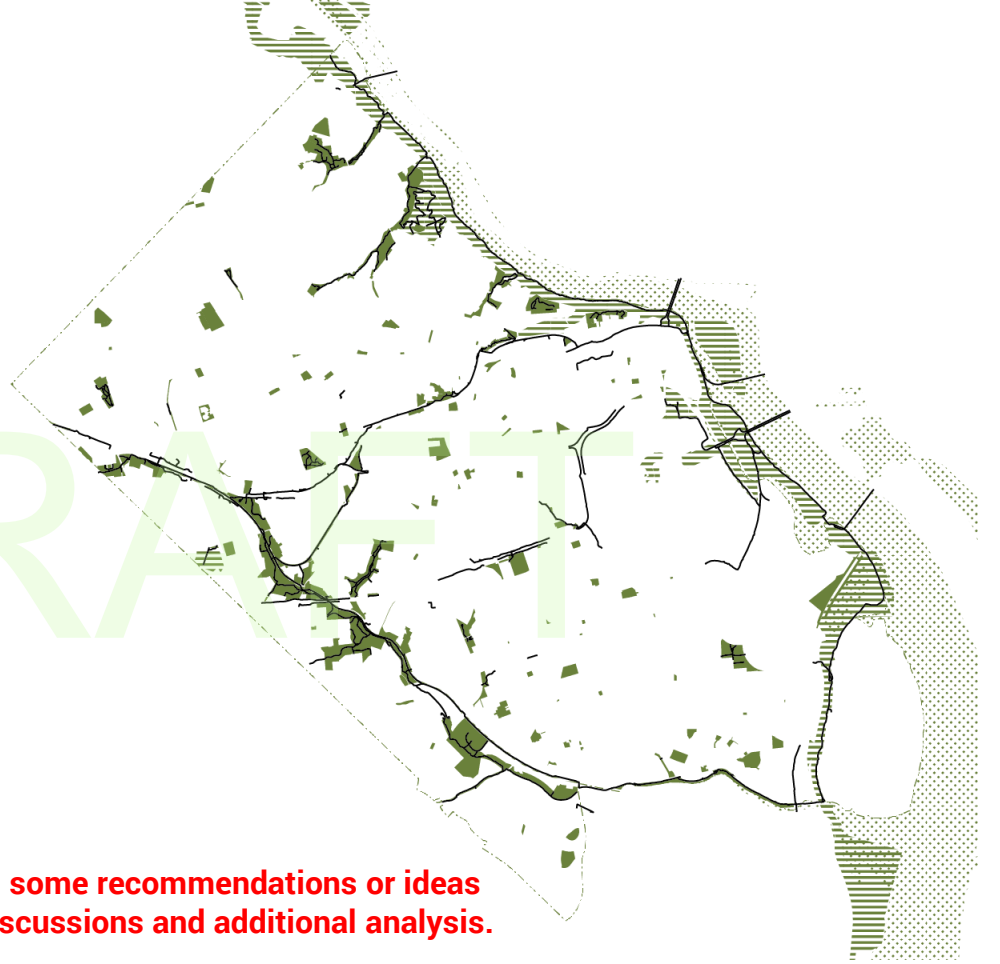 RAFT
some recommendations or ideas
scussions and additional analysis.